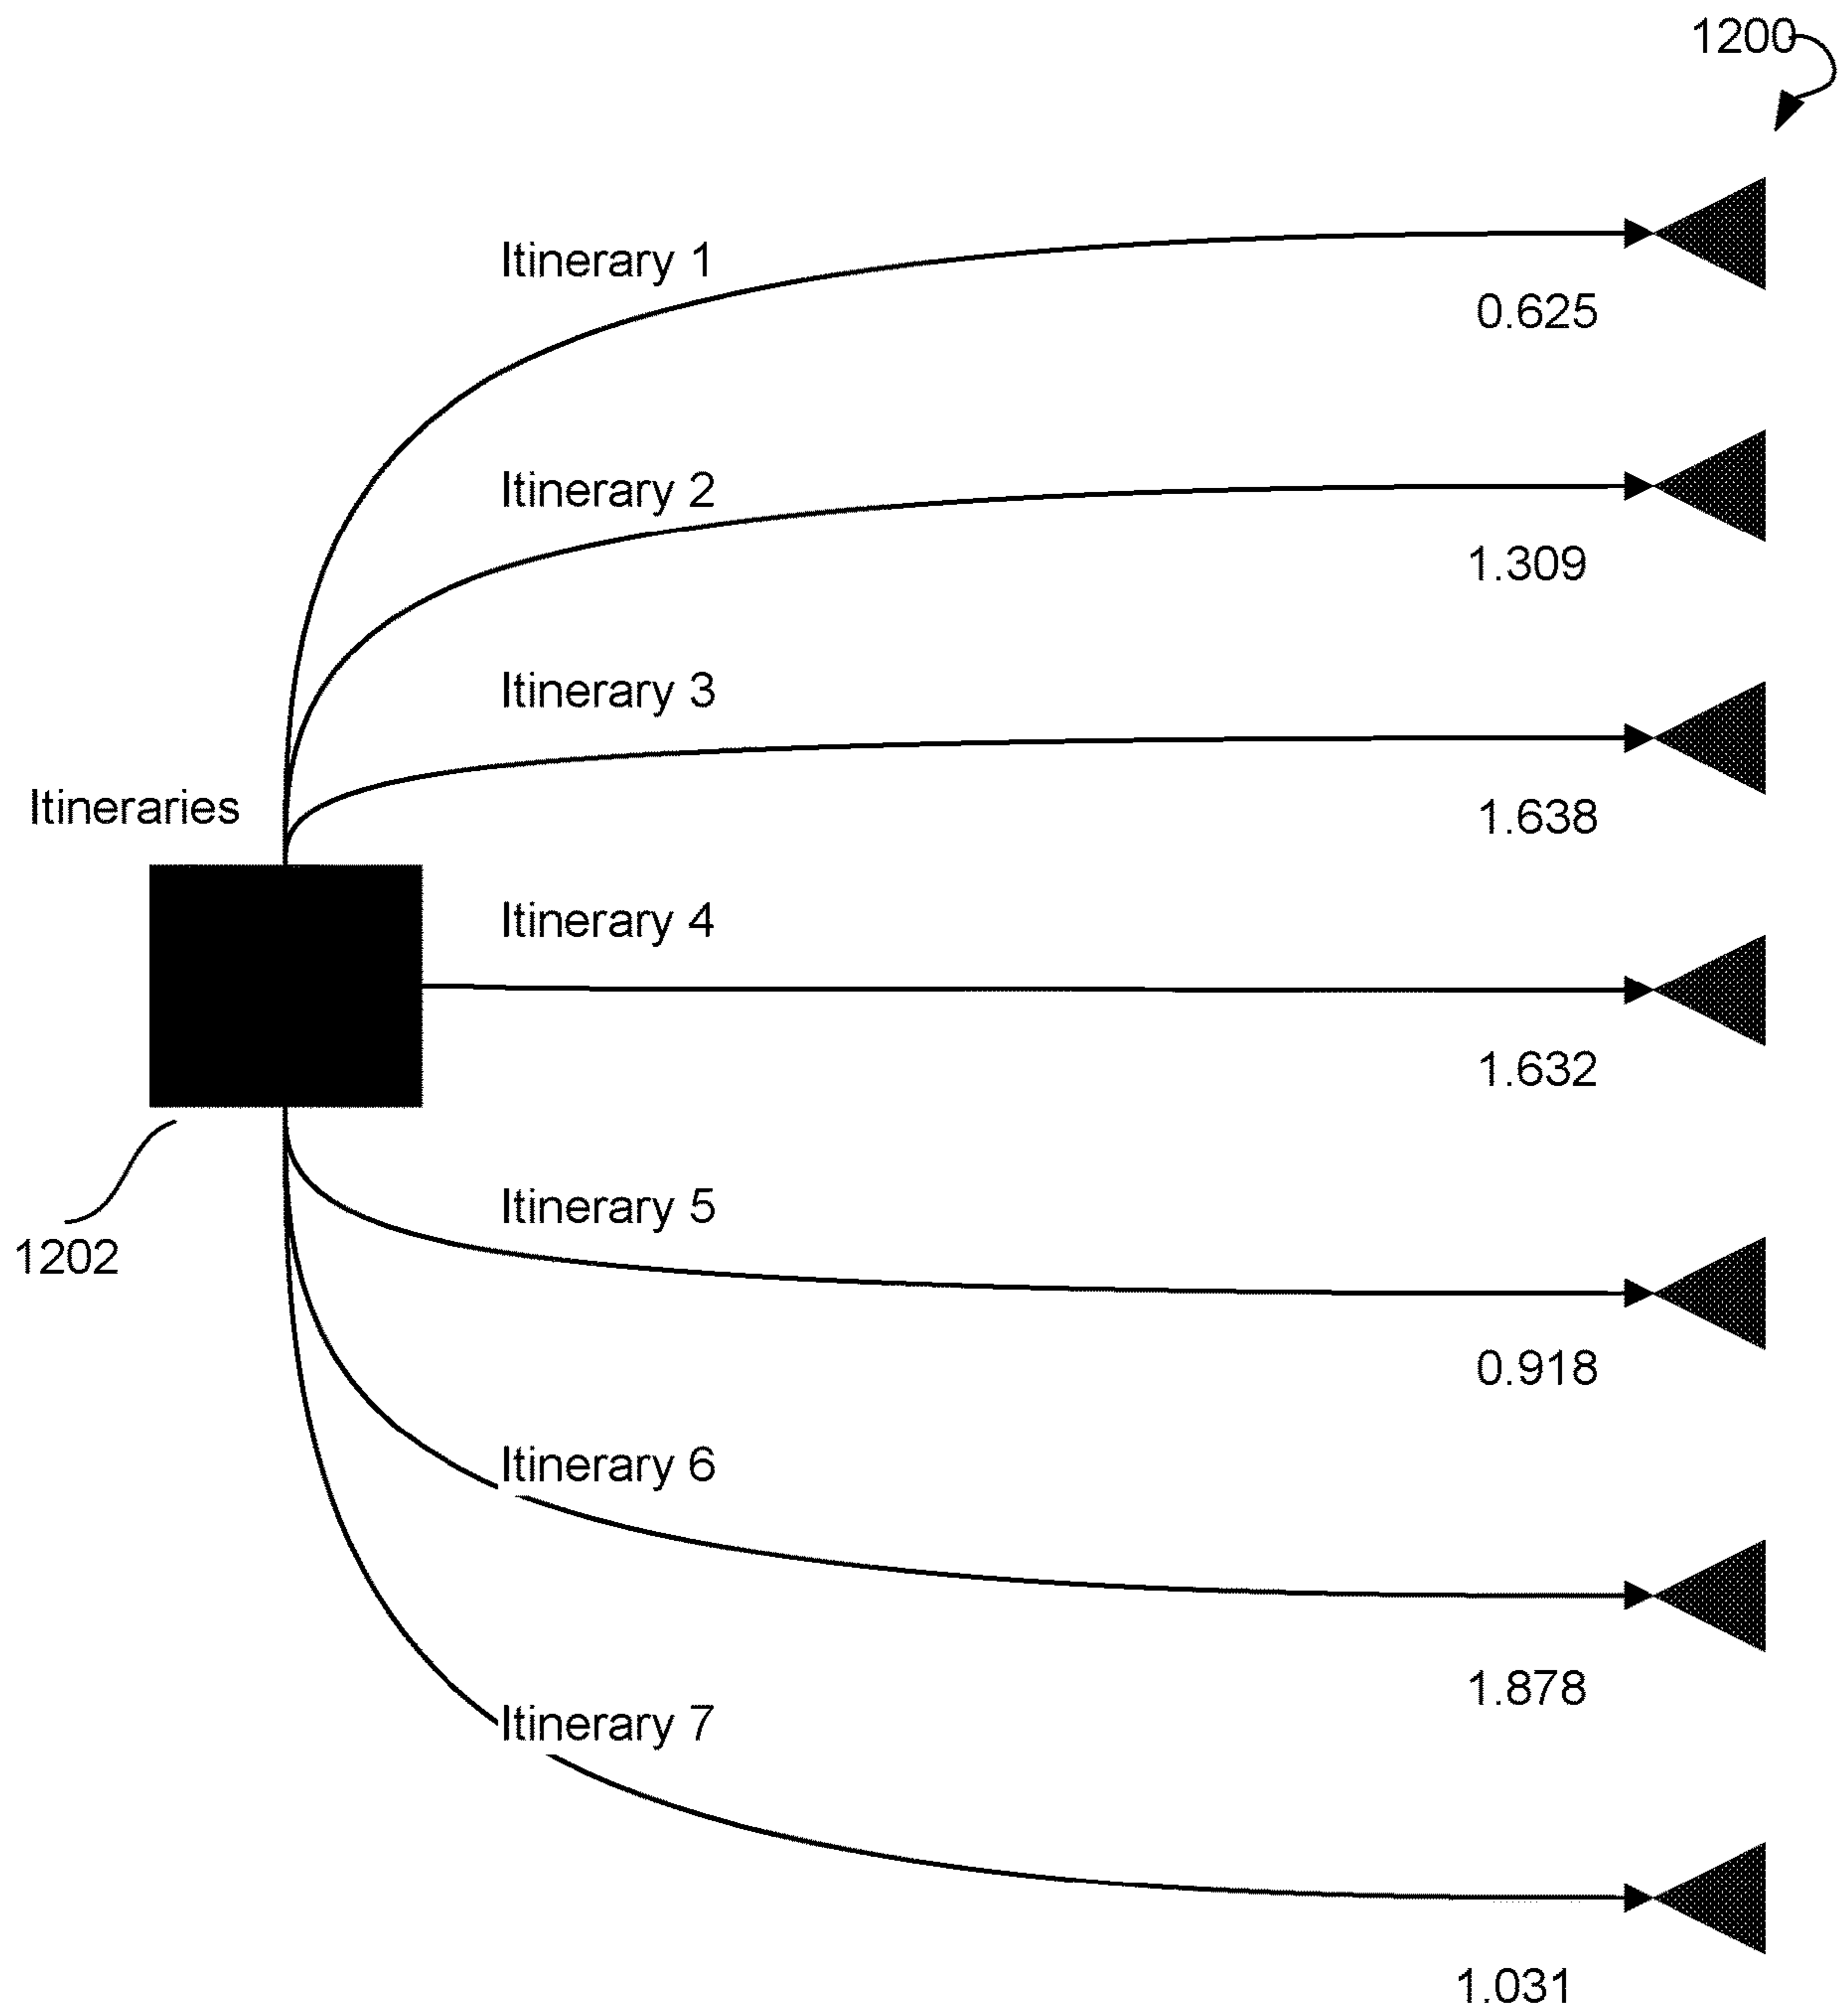 1200
Itinerary 1
0.625
Itinerary 2
1.309
Itinerary 3
1.638
Itineraries
Itinerary 4
1.632
Itinerary 5
1202
0.918
Itinerary 6
1.878
Itinerary 7
1.031